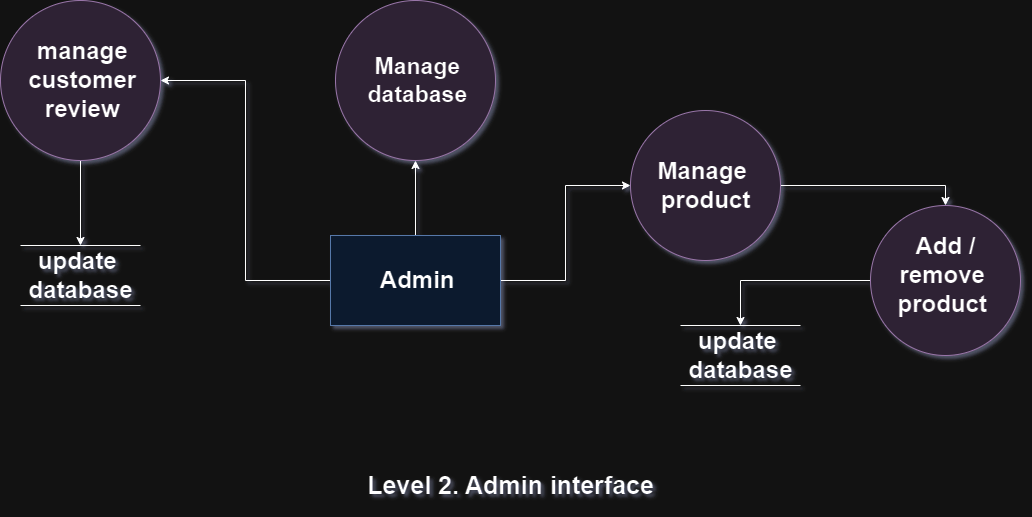 manage
customer
review
Manage
database
Manage
product
Add /
remove
product
update
database
Admin
update
database
Level 2. Admin interface